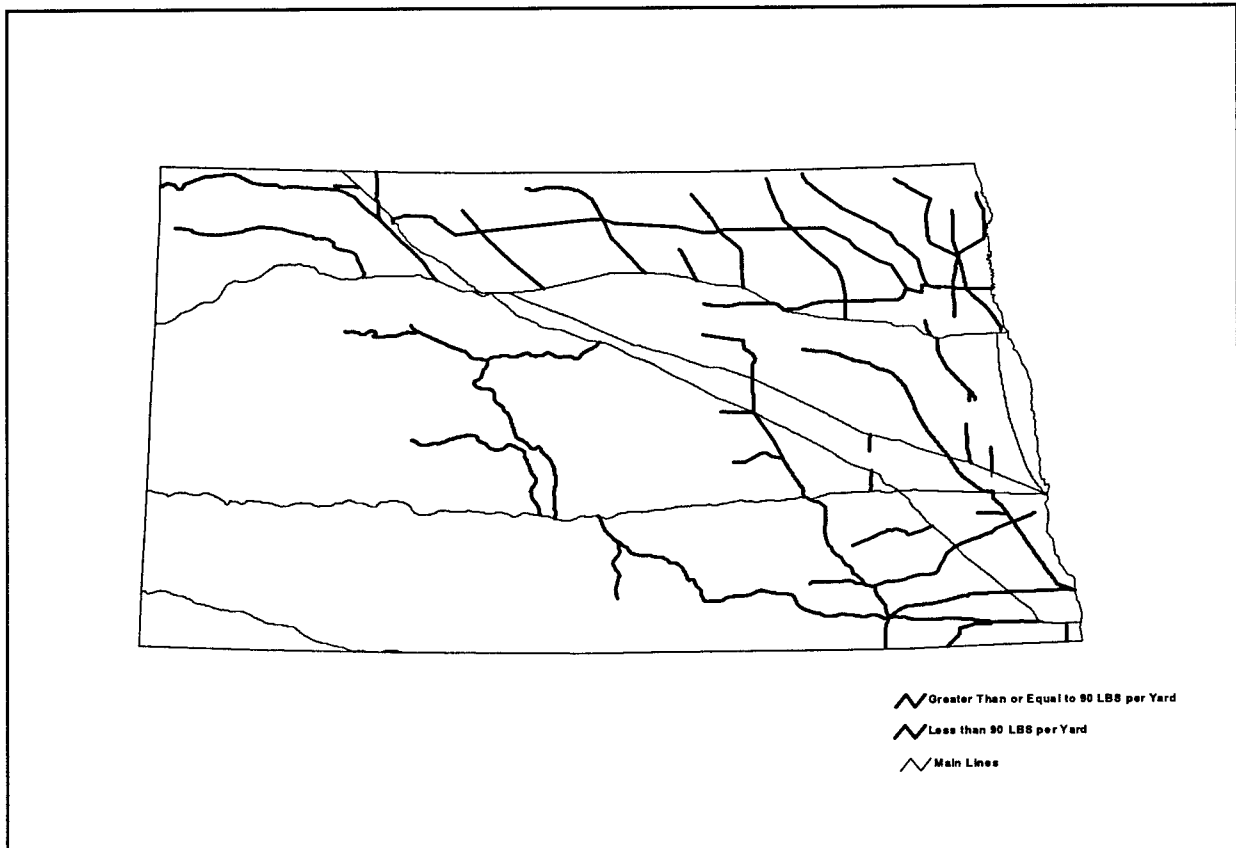 Greater Than or Equal to 90 LBS per Yard
Less than 90 LBS per Yard
Main Lines